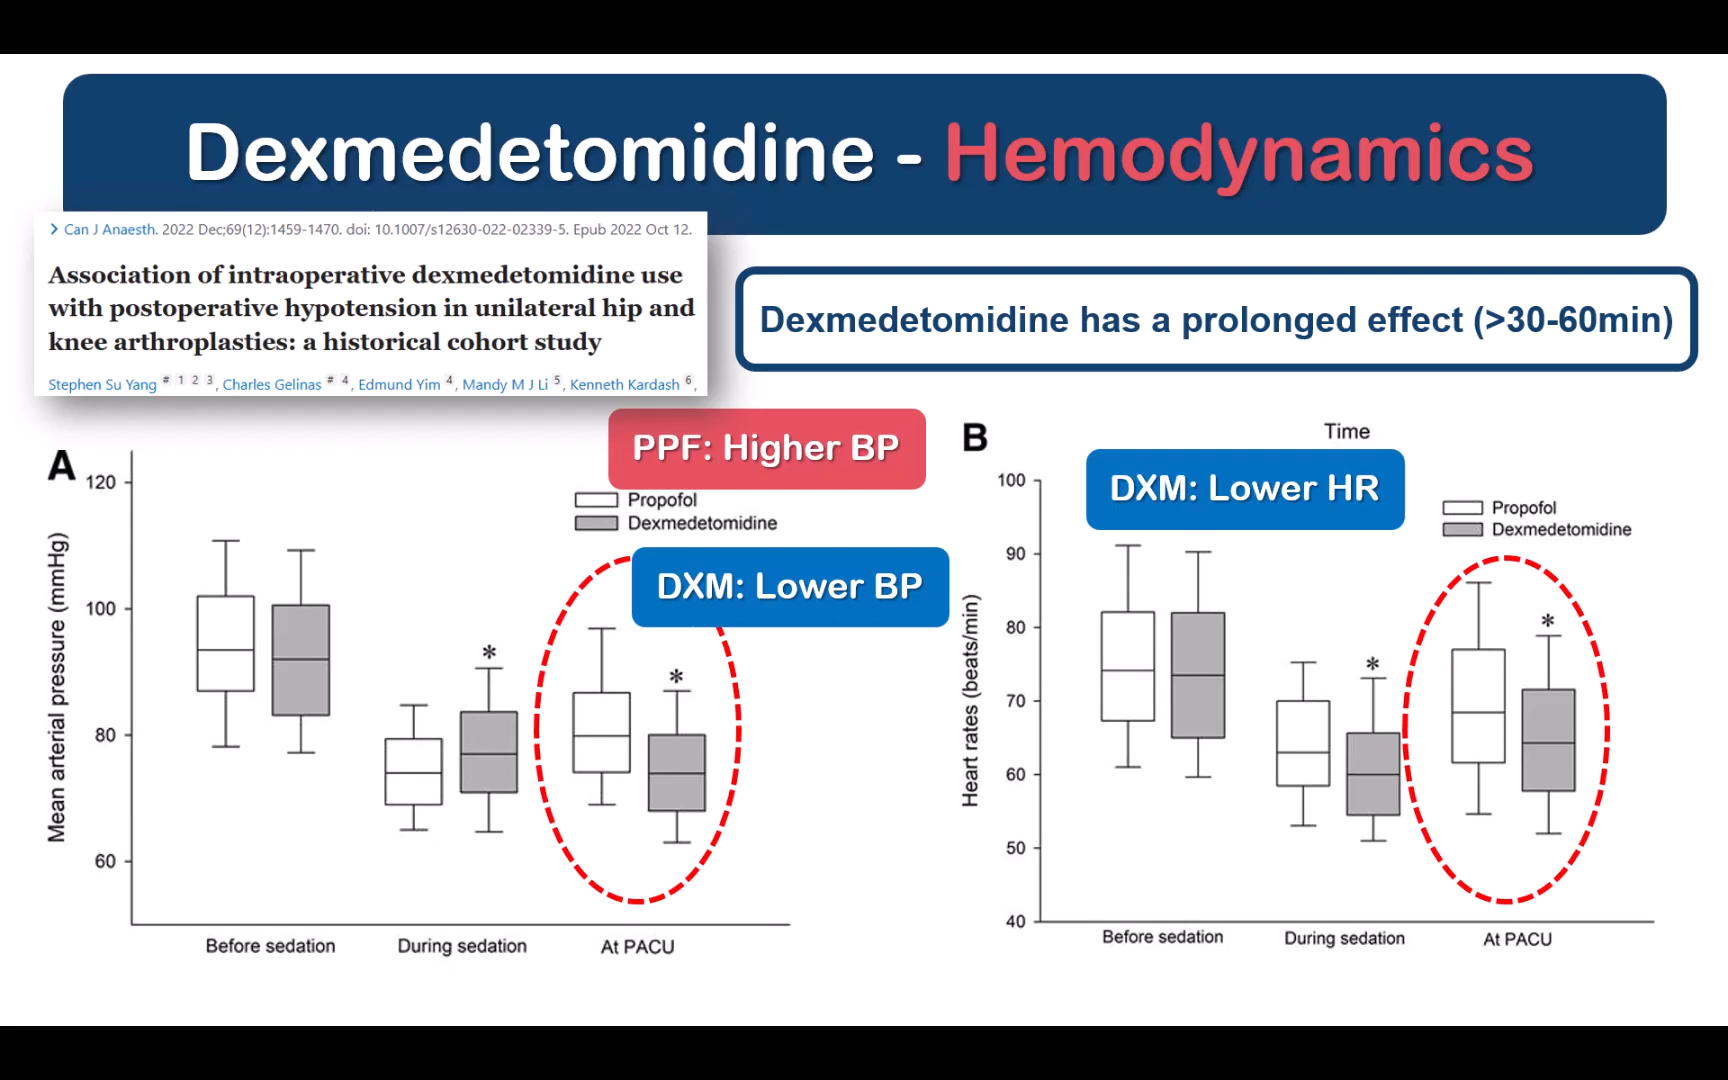 Dexmedetomidine - Hemodynamics
> Can J Anaesth. 2022 Dec;69(12):1459-1470. doi: 10.1007/s12630-022-02339-5. Epub 2022 Oct 12.
Association of intraoperative dexmedetomidine use
with postoperative hypotension in unilateral hip and
knee arthroplasties: a historical cohort study
Stephen Su Yang # 1 2 3, Charles Gelinas # 4, Edmund Yim 4, Mandy M J Li 5, Kenneth Kardash 6,
Dexmedetomidine has a prolonged effect (>30-60min)
A
PPF: Higher BP
Propofol
Dexmedetomidine
DXM: Lower BP
Mean arterial pressure (mmHg)
120
100
80
60
*
*
Before sedation
During sedation
At PACU
B
Time
DXM: Lower HR
Propofol
Dexmedetomidine
Heart rates (beats/min)
100
90
80
70
60
50
40
*
*
Before sedation
During sedation
At PACU